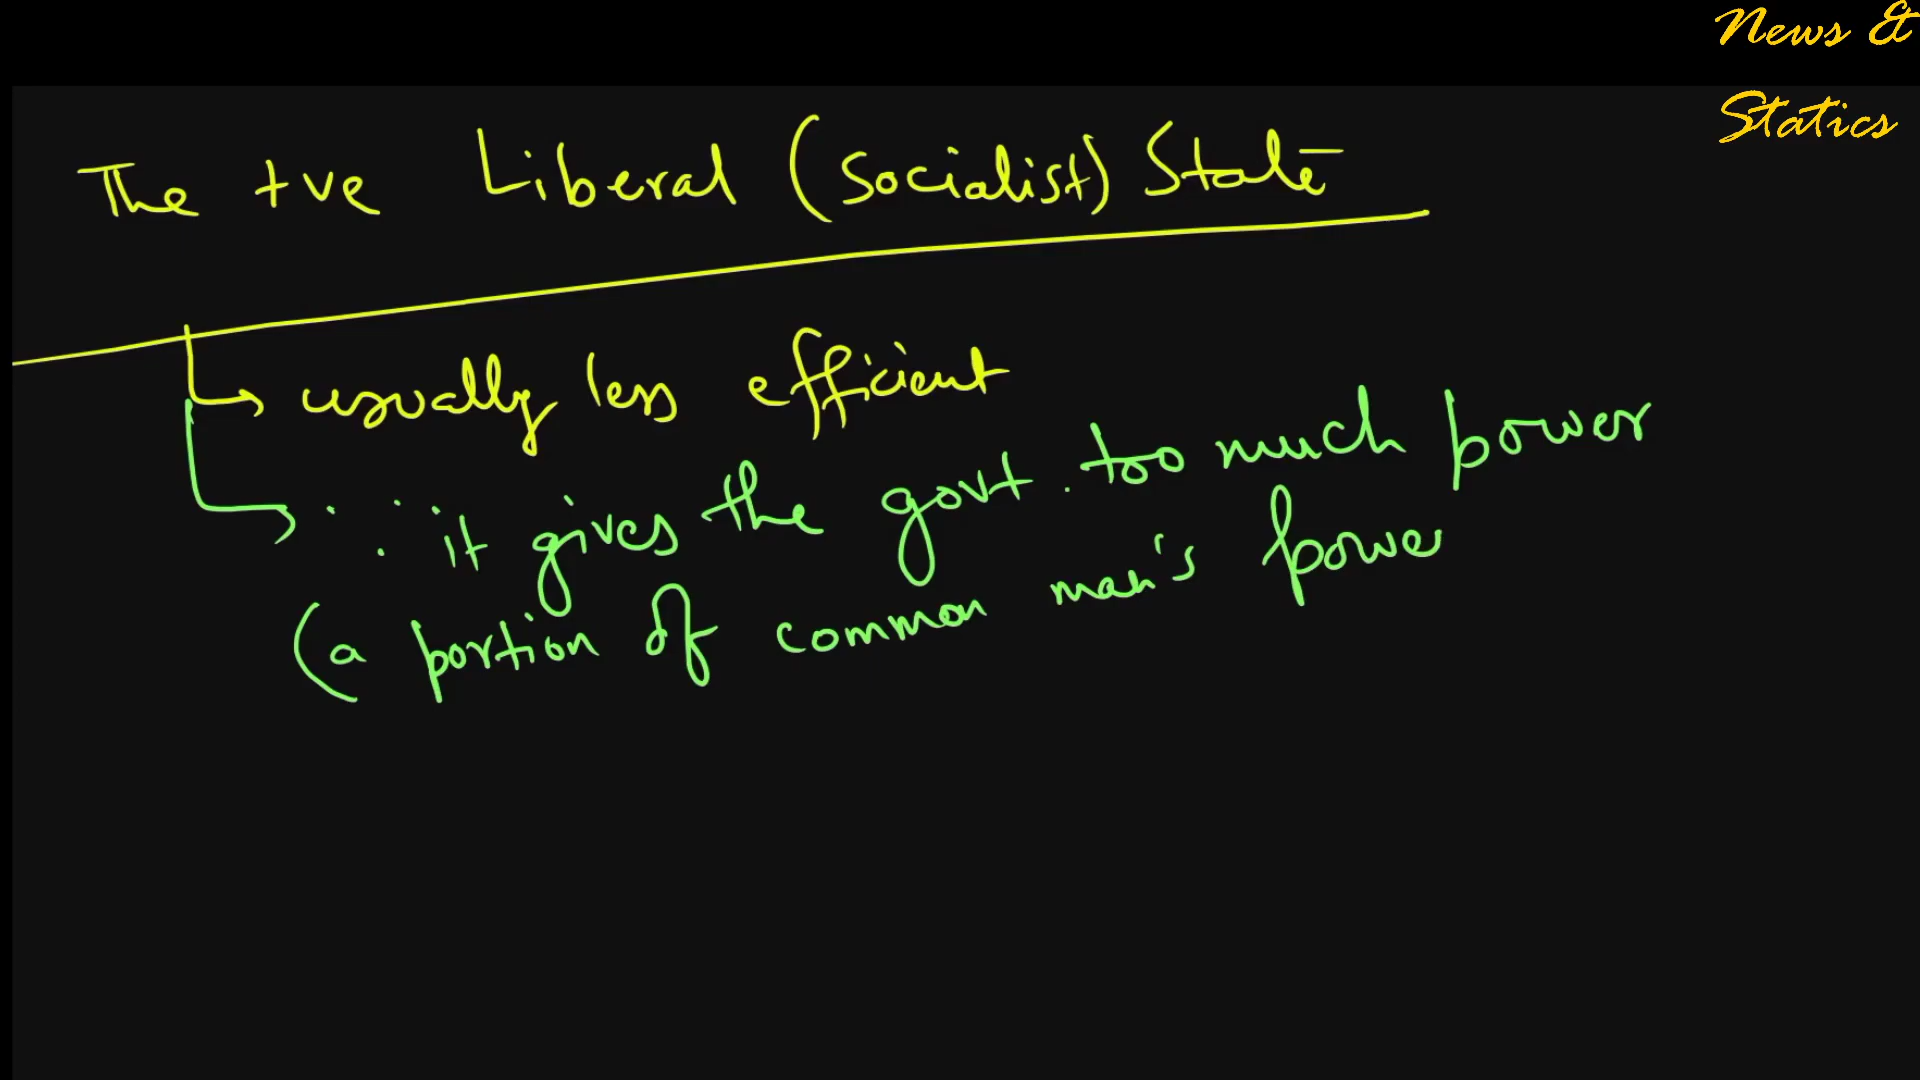 News &
Statics
The +ve Liberal (Socialist) State
usually less efficient
∵ it gives the govt. too much power
(a portion of common man's power